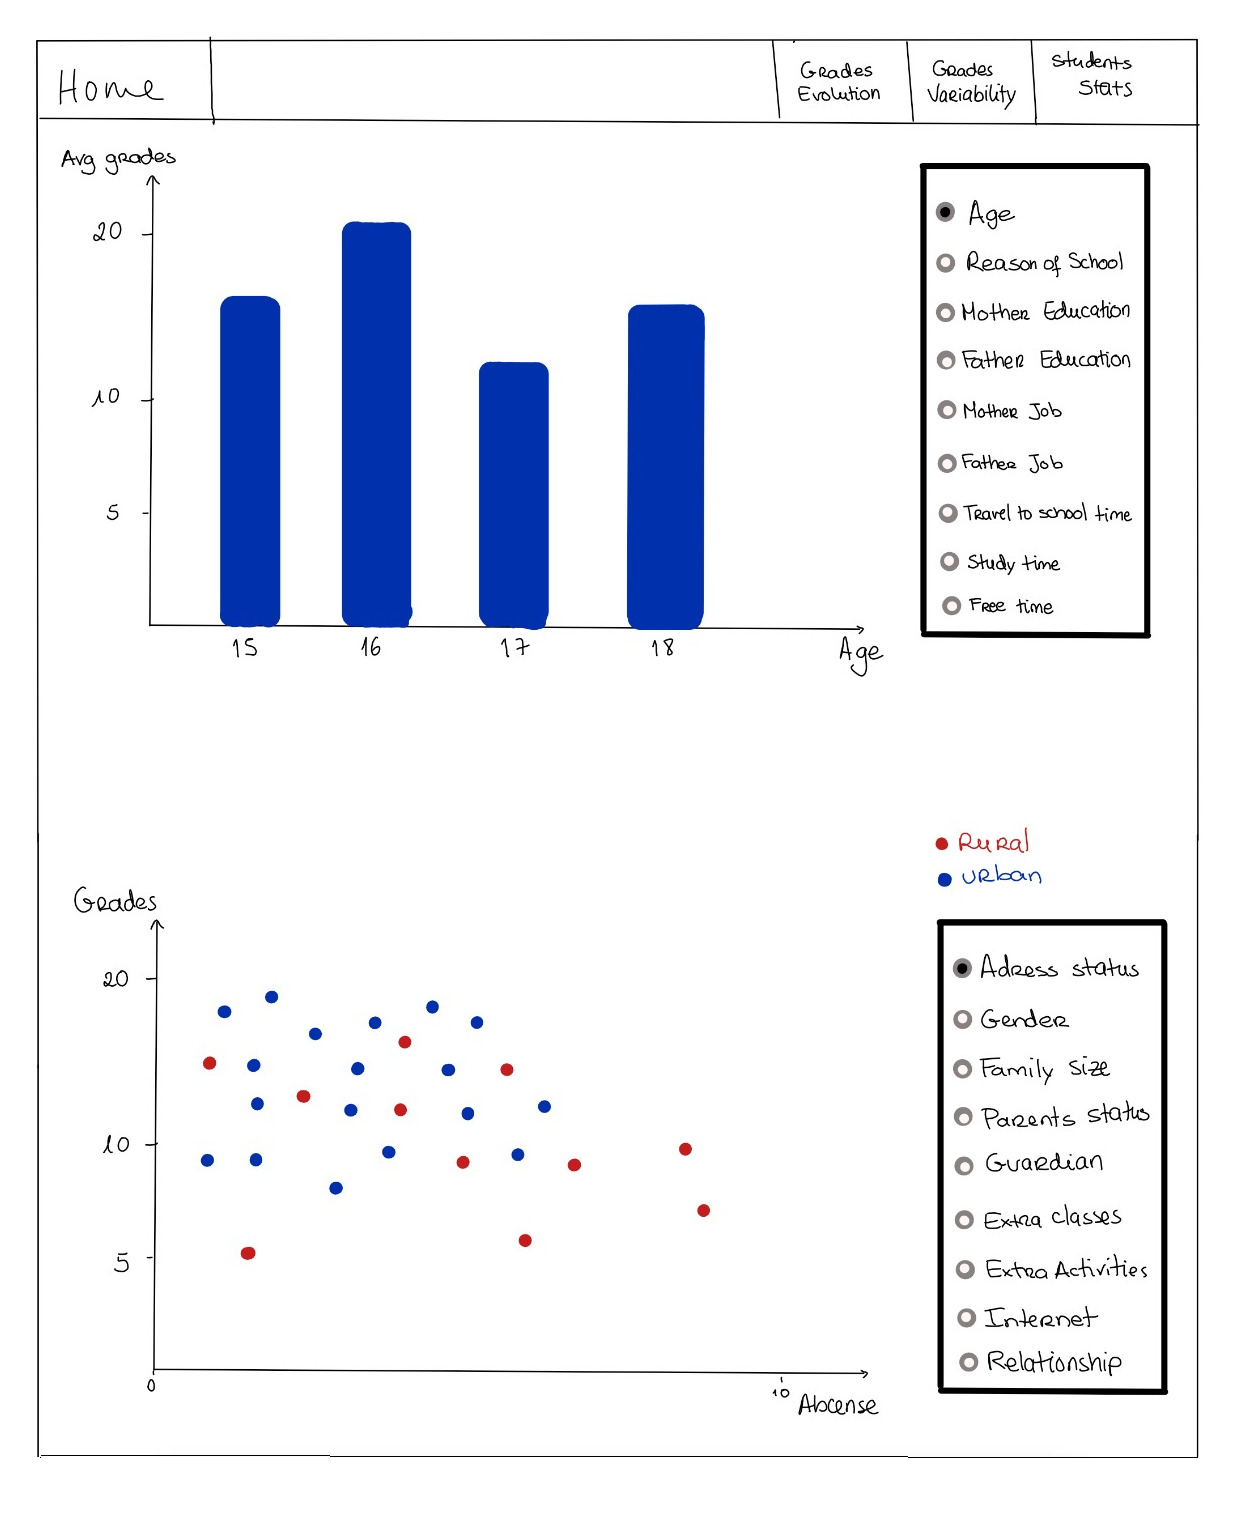 Home
Grades
Evolution
Grades
Variability
Students
Stats
Avg grades
20
10
5
15 16 17 18
Age
Age
Reason of School
Mother Education
Father Education
Mother Job
Father Job
Travel to school time
Study time
Free time
Rural
Urban
Grades
20
10
5
0
10
Abcense
Adress status
Gender
Family size
Parents status
Guardian
Extra classes
Extra Activities
Internet
Relationship